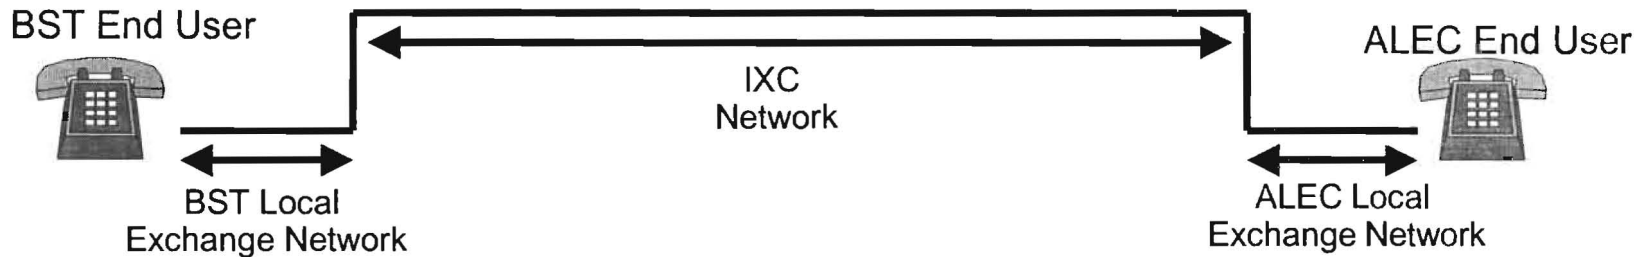 BST End User
ALEC End User
IXC
Network
BST Local
Exchange Network
ALEC Local
Exchange Network